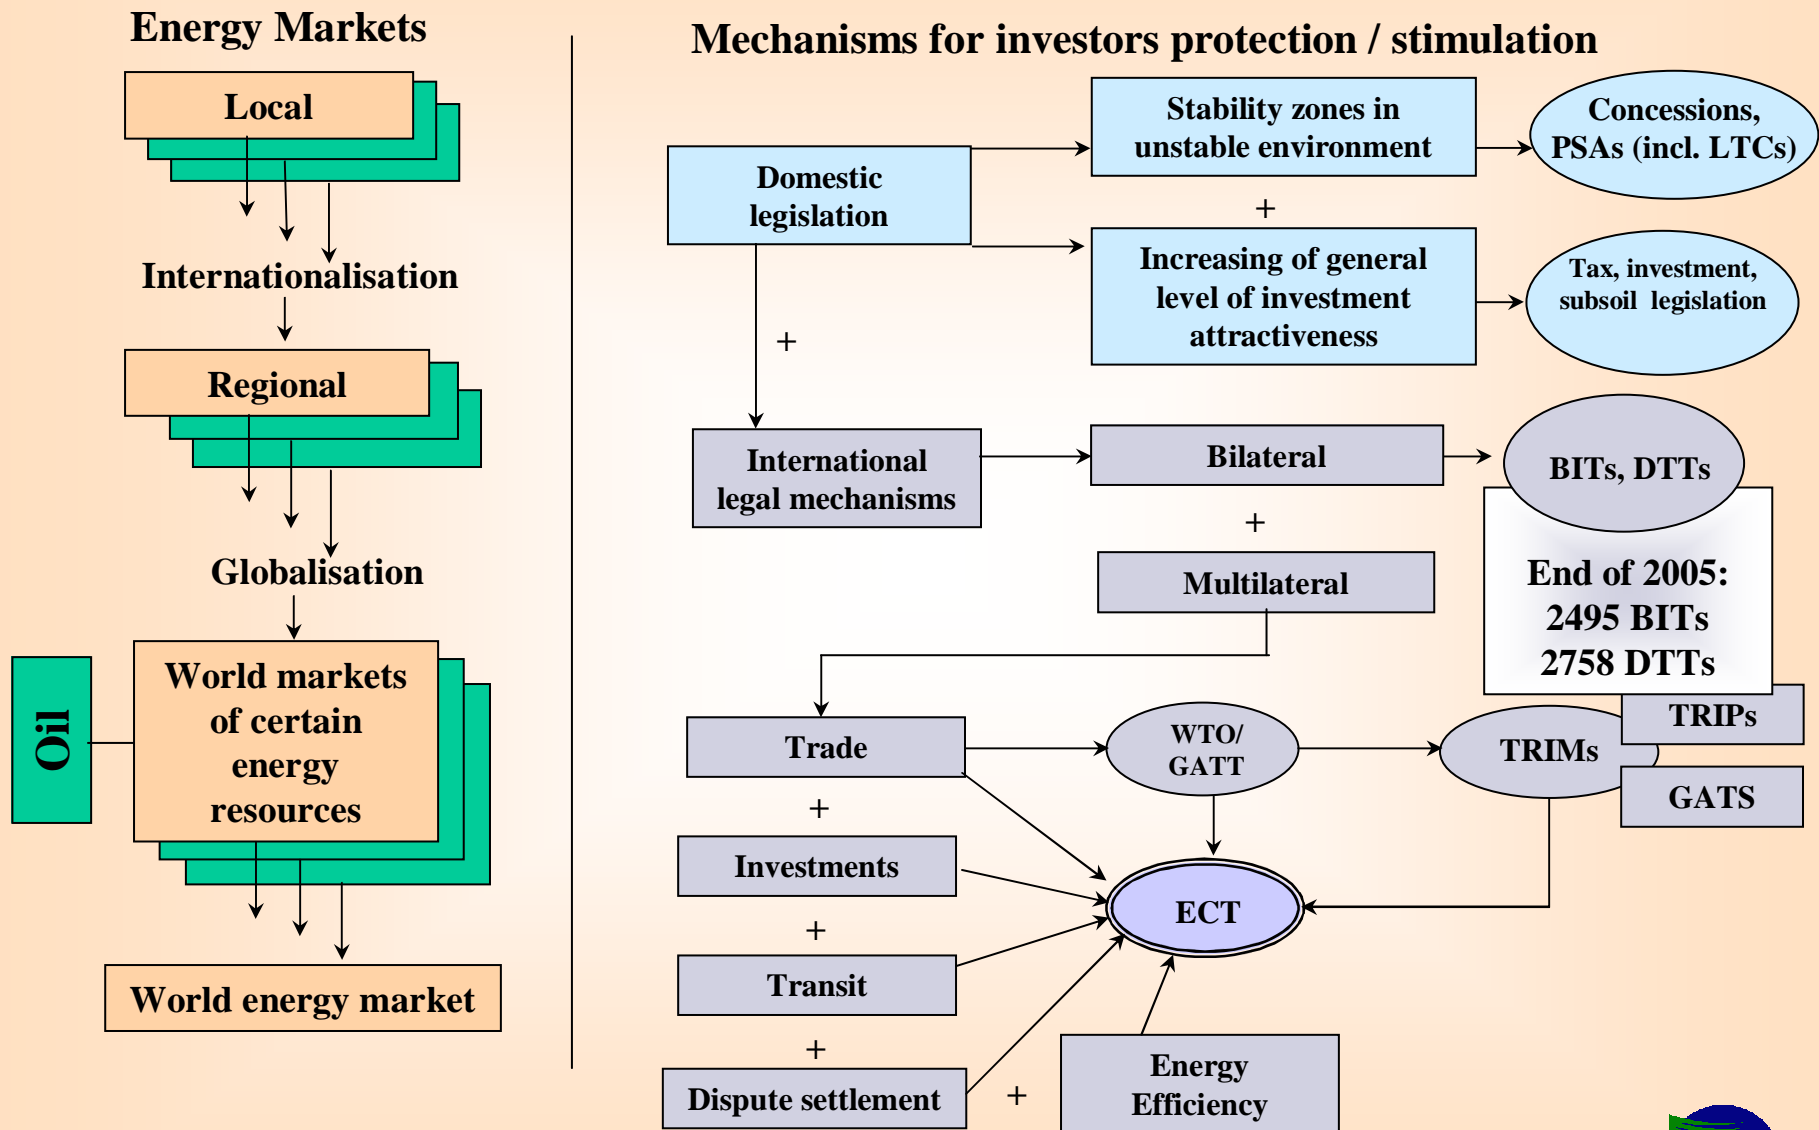 Energy Markets
Local
Internationalisation
Regional
Globalisation
Oil
World markets
of certain
energy
resources
World energy market
Mechanisms for investors protection / stimulation
Domestic
legislation
Stability zones in
unstable environment
Concessions,
PSAs (incl. LTCs)
+
Increasing of general
level of investment
attractiveness
Tax, investment,
subsoil legislation
+
International
legal mechanisms
Bilateral
BITs, DTTs
+
End of 2005:
2495 BITs
2758 DTTs
Multilateral
Trade
WTO/
GATT
TRIMs
TRIPs
GATS
+
Investments
ECT
+
Transit
+
Dispute settlement
+
Energy
Efficiency